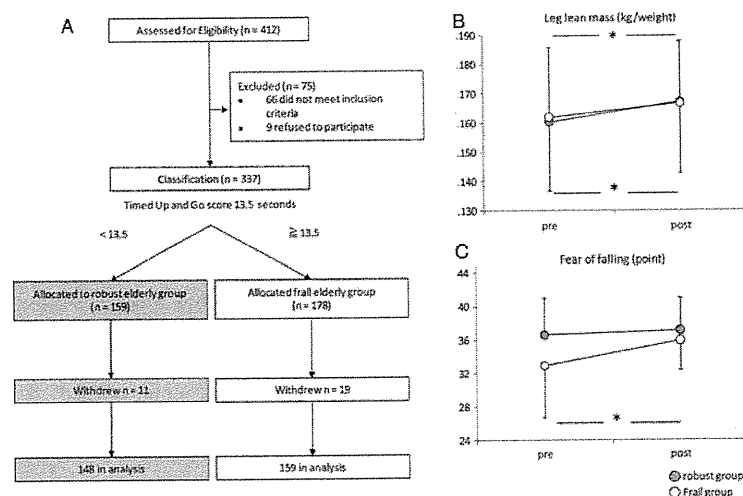 A
Assessed for Eligibility (n = 412)
Excluded (n = 75)
• 66 did not meet inclusion
criteria
• 9 refused to participate
Classification (n = 337)
Timed Up and Go score 13.5 seconds
< 13.5
≧ 13.5
Allocated to robust elderly group
(n = 159)
Allocated frail elderly group
(n = 178)
Withdrew n = 11
Withdrew n = 19
148 in analysis
159 in analysis
B
Leg lean mass (kg/weight)
.190
.180
.170
.160
.150
.140
.130
*
*
pre
post
C
Fear of falling (point)
44
40
36
32
28
24
*
pre
post
robust group
Frail group